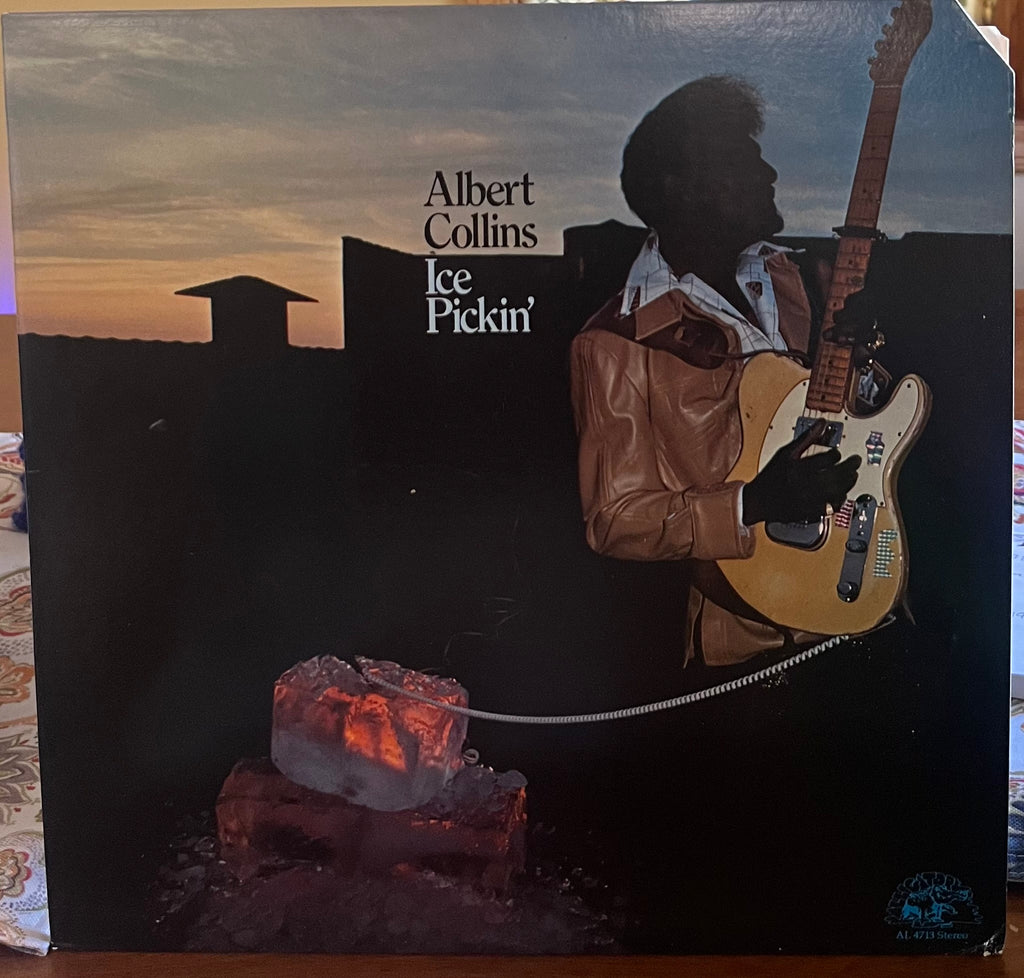 Albert
Collins
Ice
Pickin'
AL 4713 Stereo